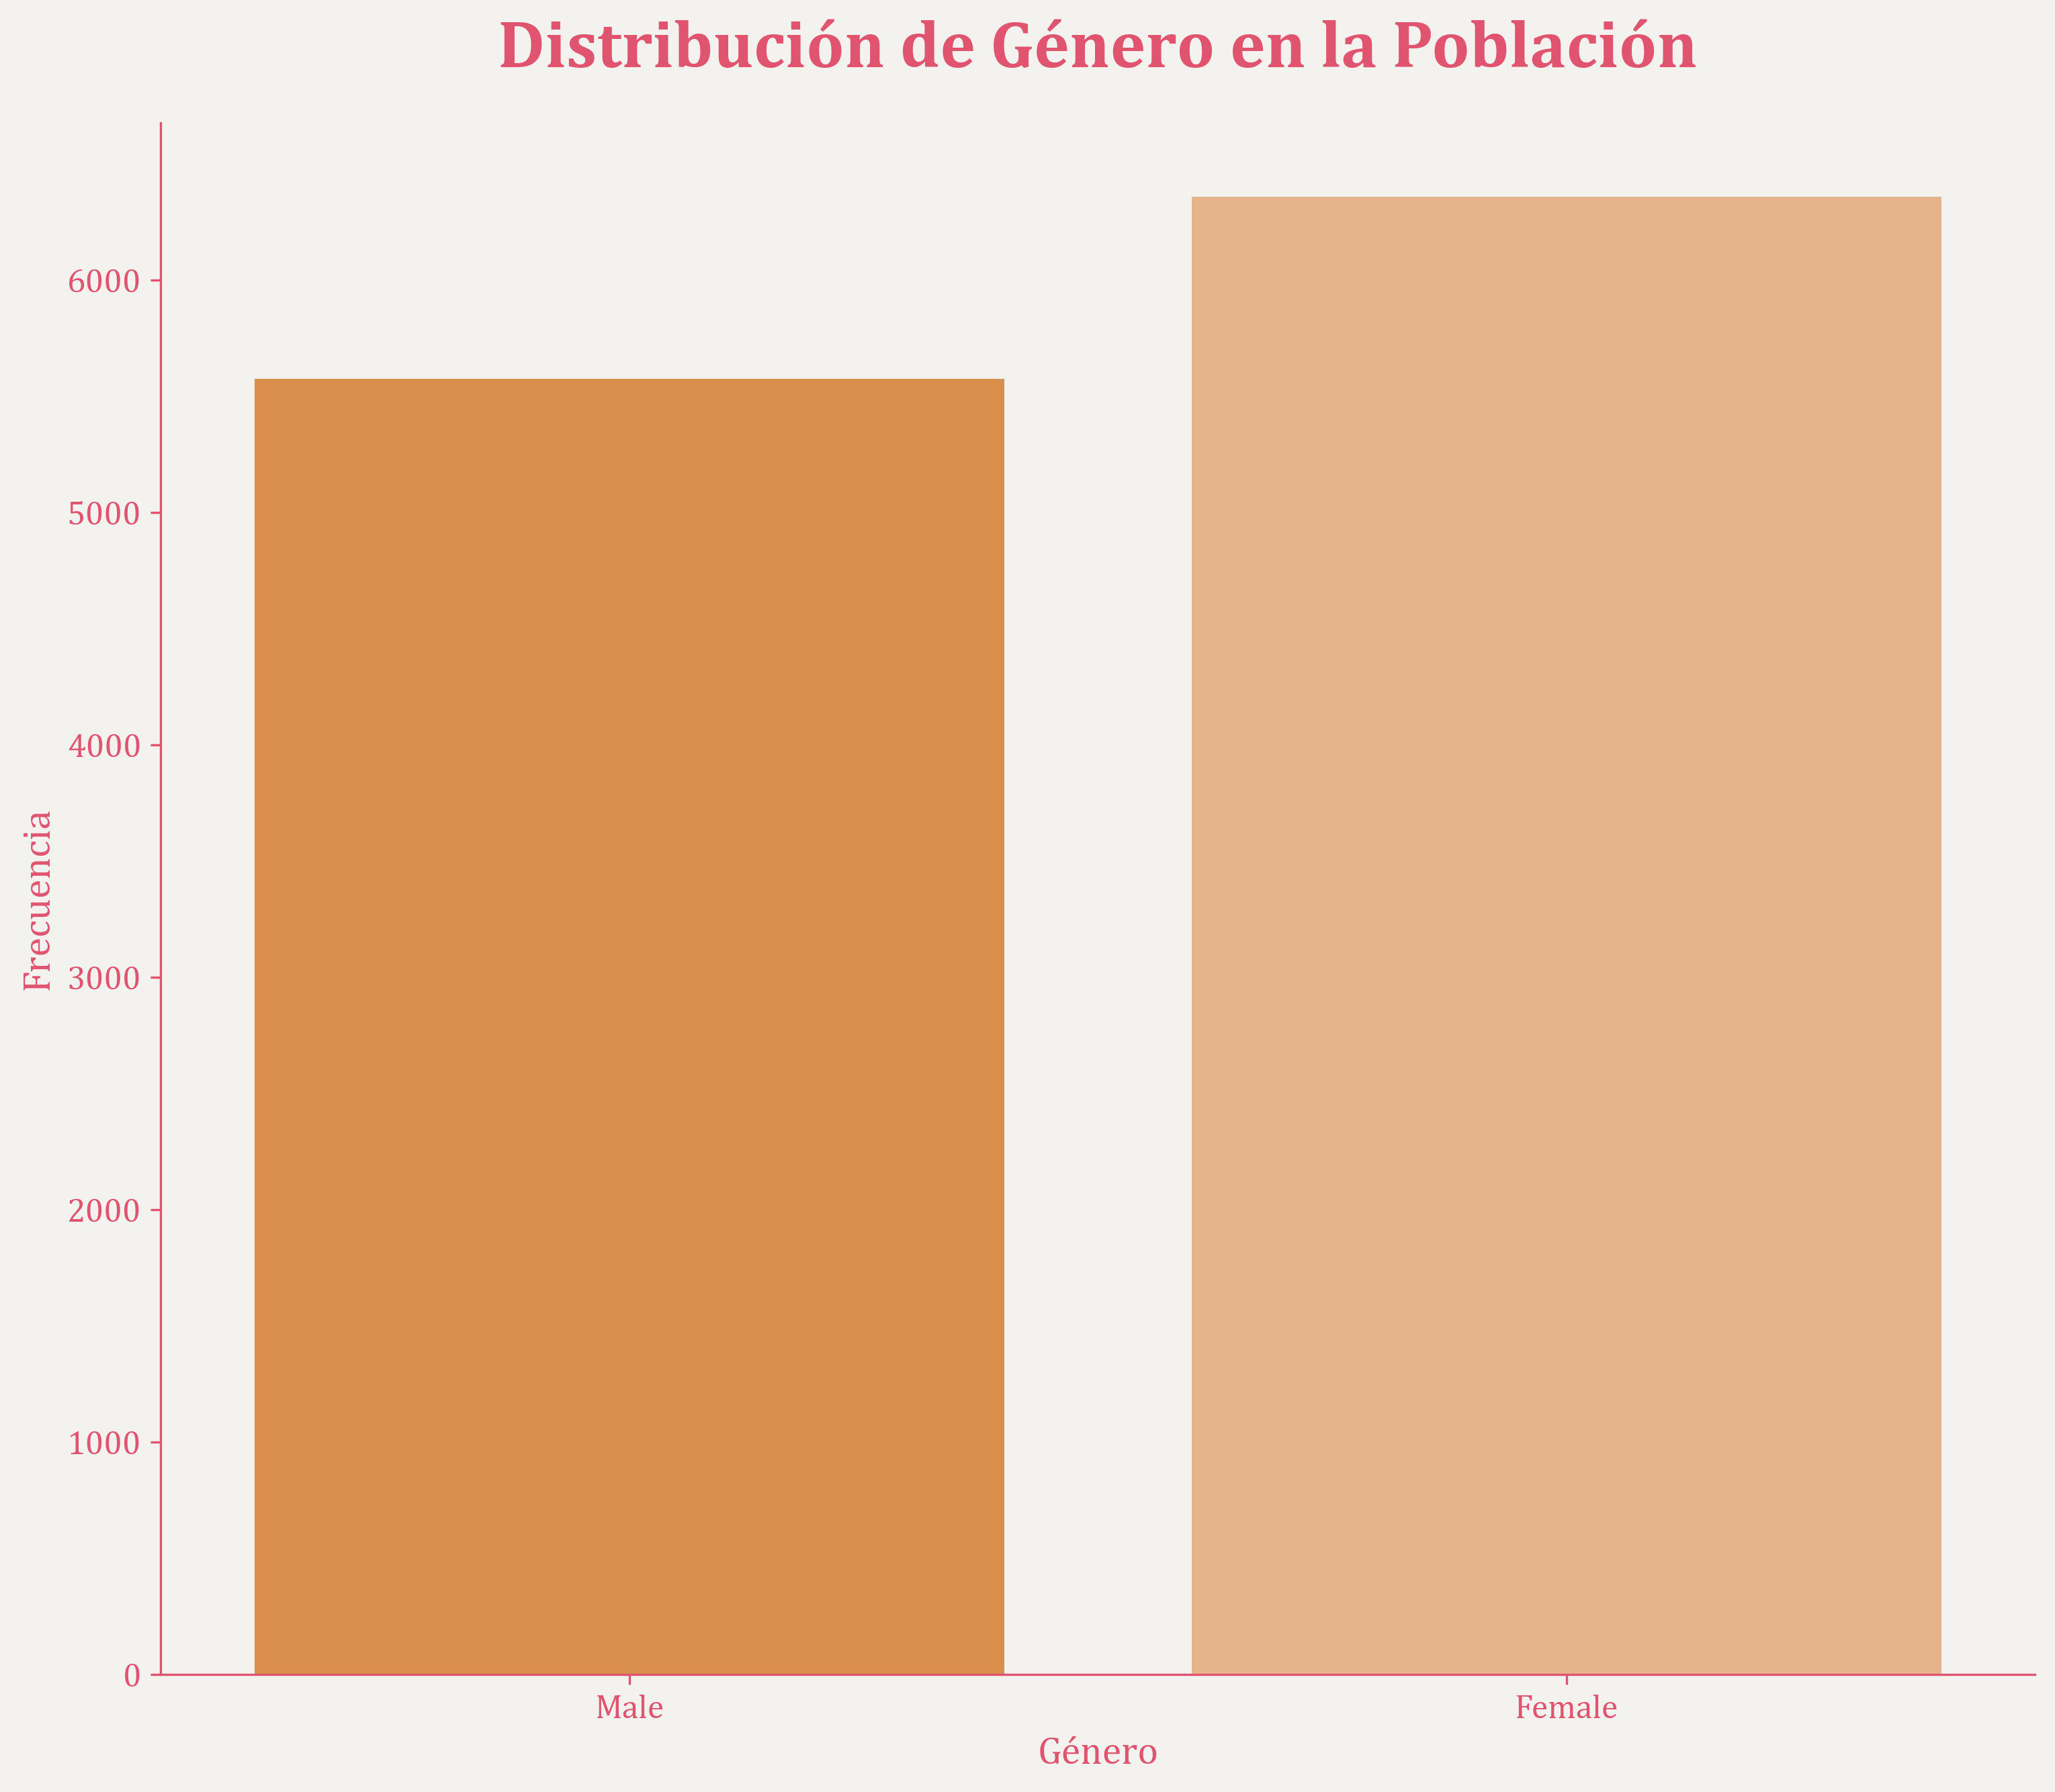 Distribución de Género en la Población
6000
5000
4000
3000
2000
1000
0
Frecuencia
Male
Female
Género